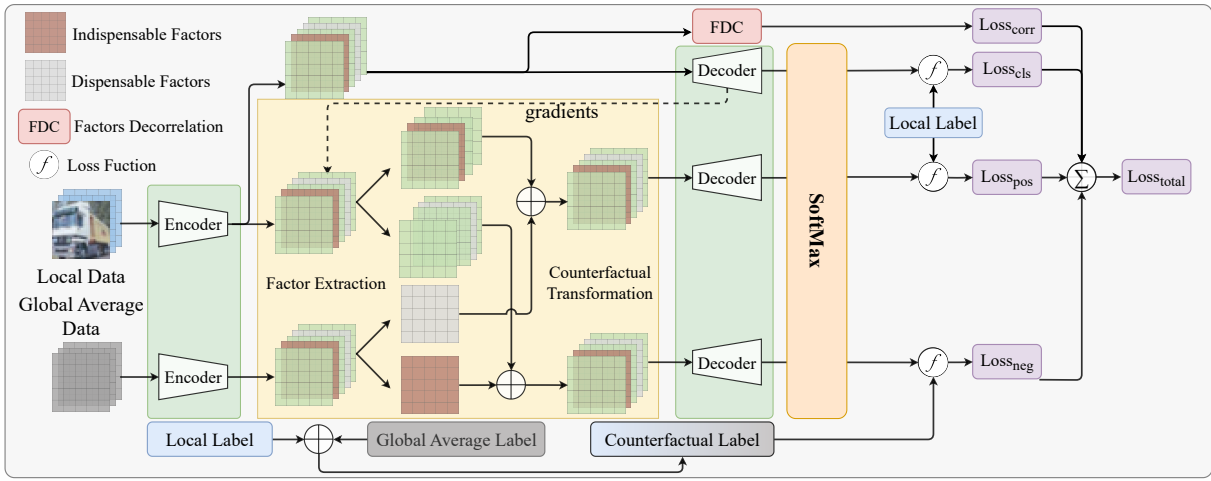 Indispensable Factors
Dispensable Factors
FDC
Factors Decorrelation
f
Loss Fuction
Local Data
Global Average
Data
Encoder
Encoder
gradients
Factor Extraction
Counterfactual
Transformation
FDC
Decoder
Decoder
Decoder
SoftMax
f
Local Label
f
f
Loss_corr
Loss_cls
Loss_pos
Loss_neg
Σ
Loss_total
Local Label
Global Average Label
Counterfactual Label